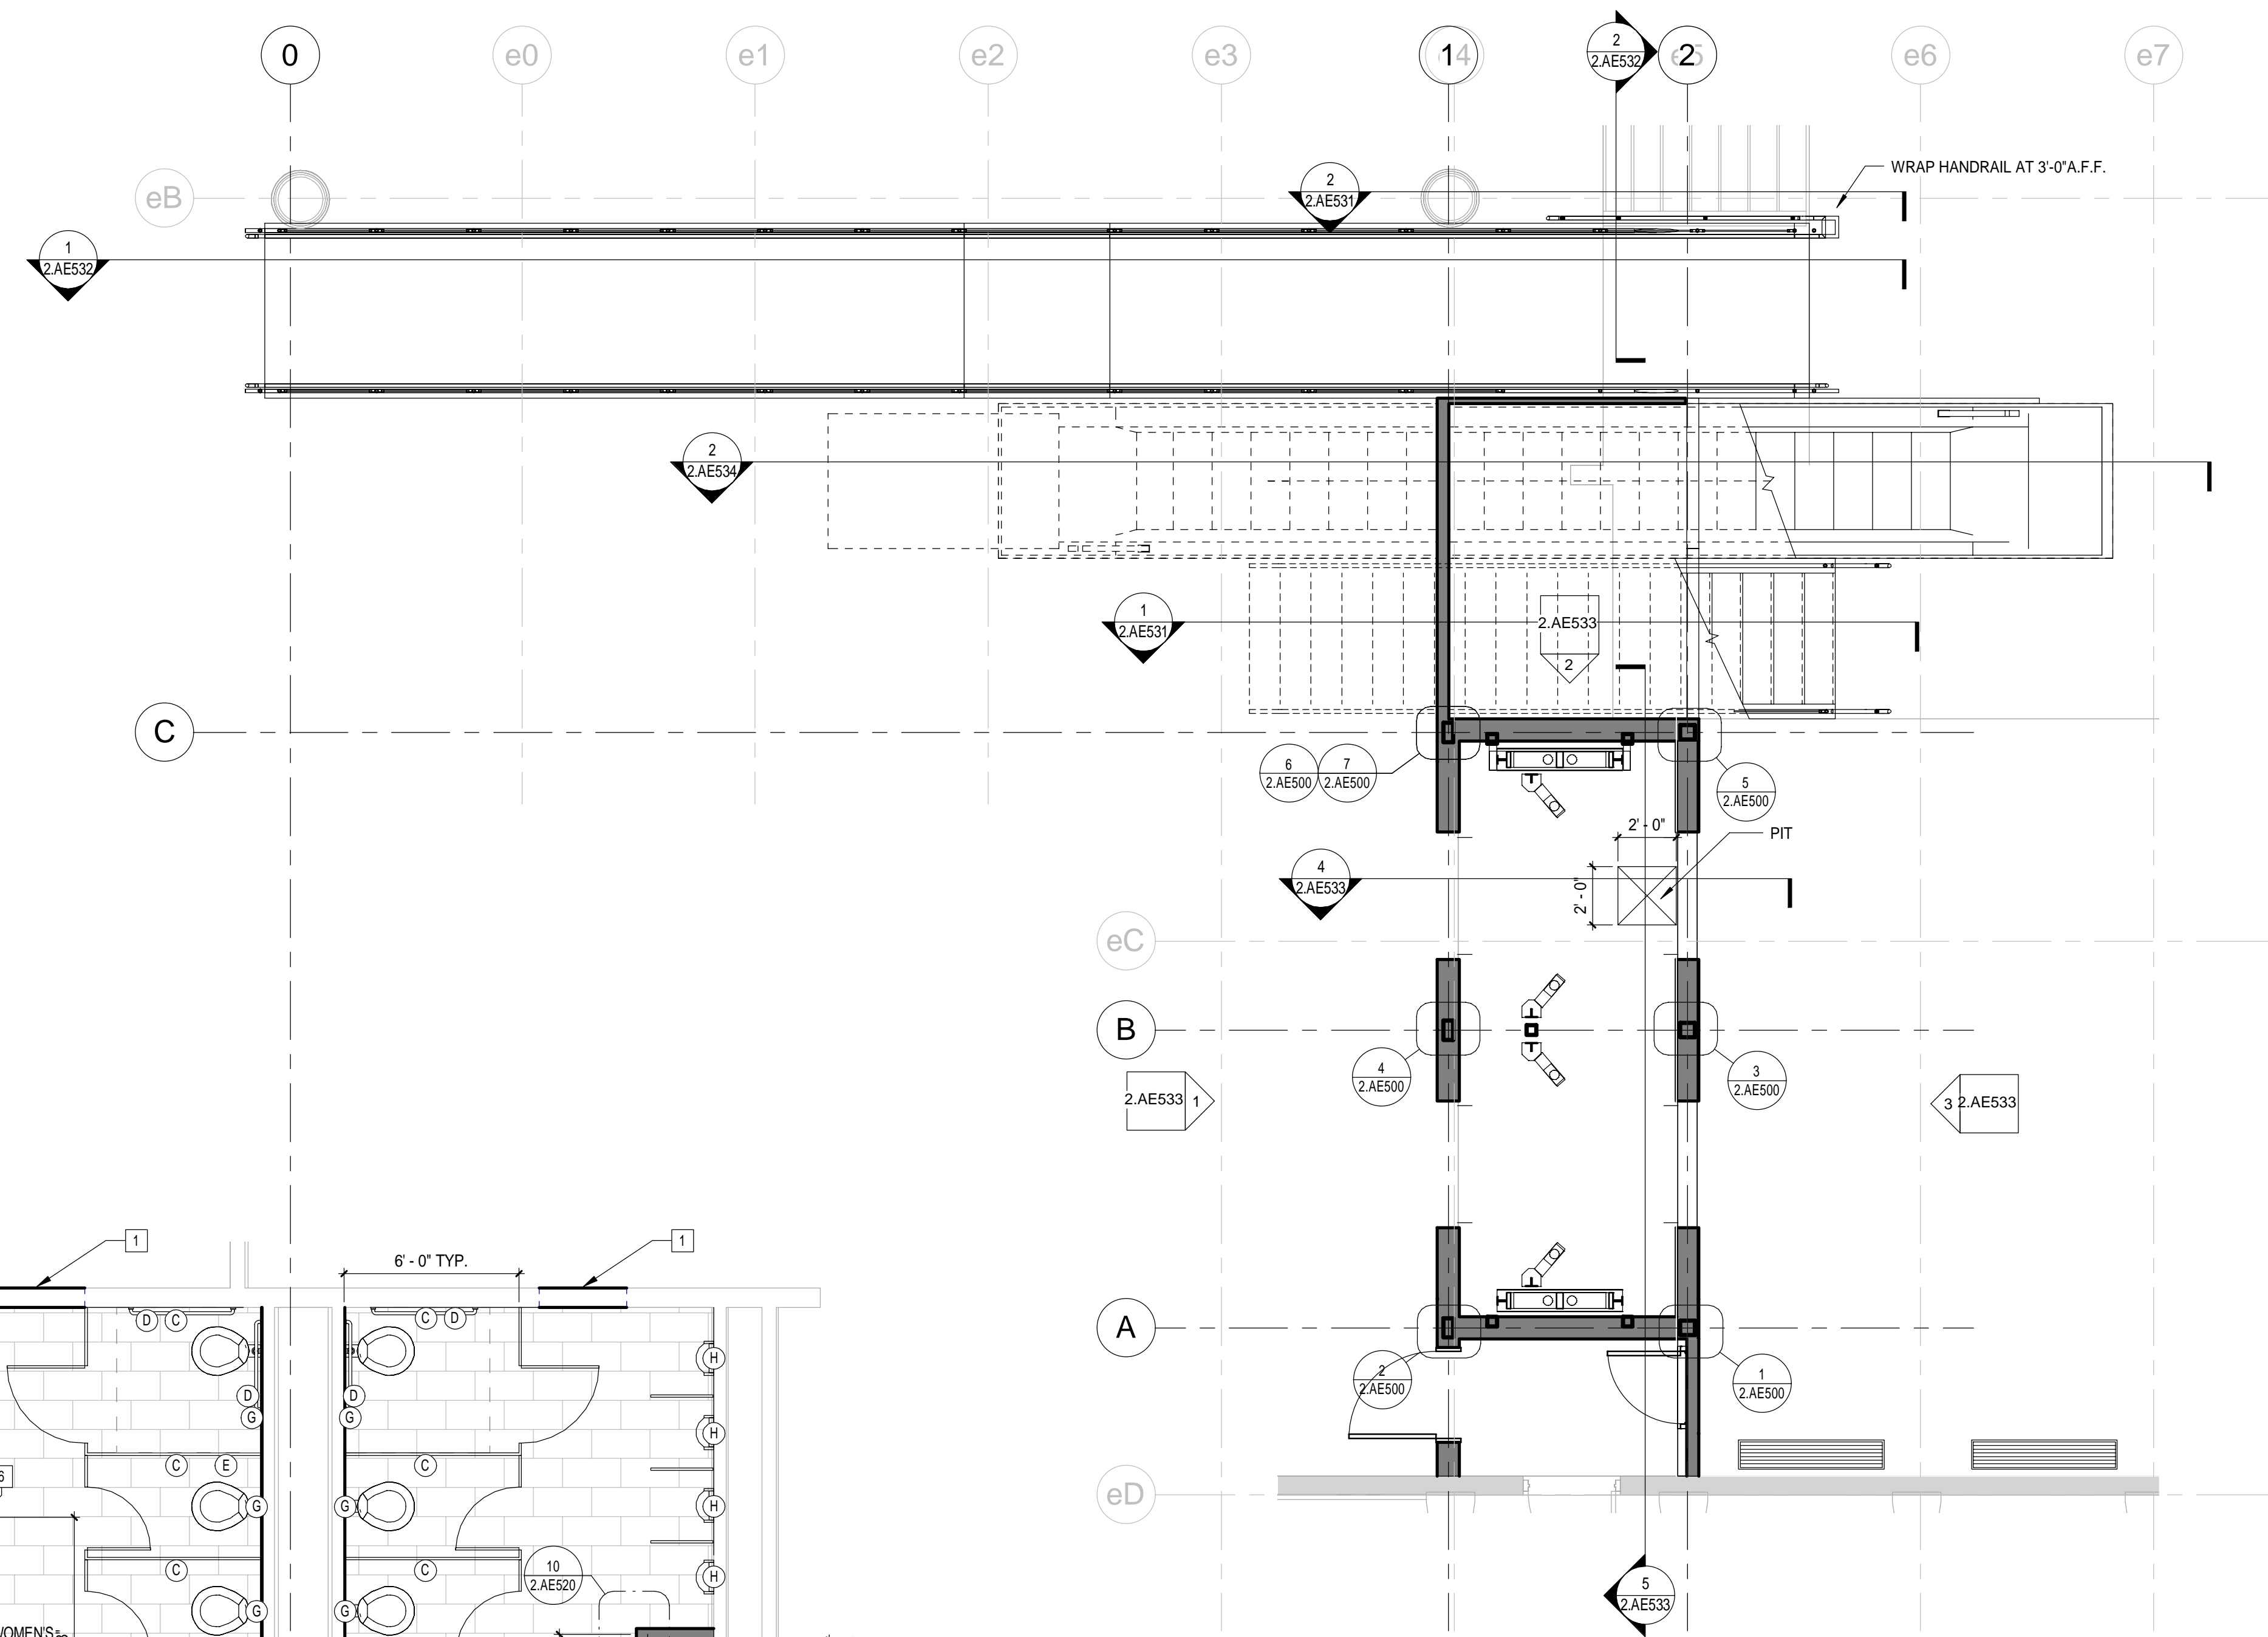 0
e0
e1
e2
e3
1
4
2
2.AE532
2
e6
e7
eB
2
2.AE531
WRAP HANDRAIL AT 3'-0"A.F.F.
1
2.AE532
2
2.AE534
1
2.AE531
2.AE533
2
C
6
2.AE500
7
2.AE500
5
2.AE500
2' - 0"
PIT
4
2.AE533
2' - 0"
eC
B
4
2.AE500
3
2.AE500
2.AE533
1
3
2.AE533
1
1
6' - 0" TYP.
D
C
C
D
A
H
2
2.AE500
1
2.AE500
D
D
G
G
H
C
E
C
6
eD
G
G
H
C
C
10
2.AE520
H
5
2.AE533
G
G
WOMEN'S